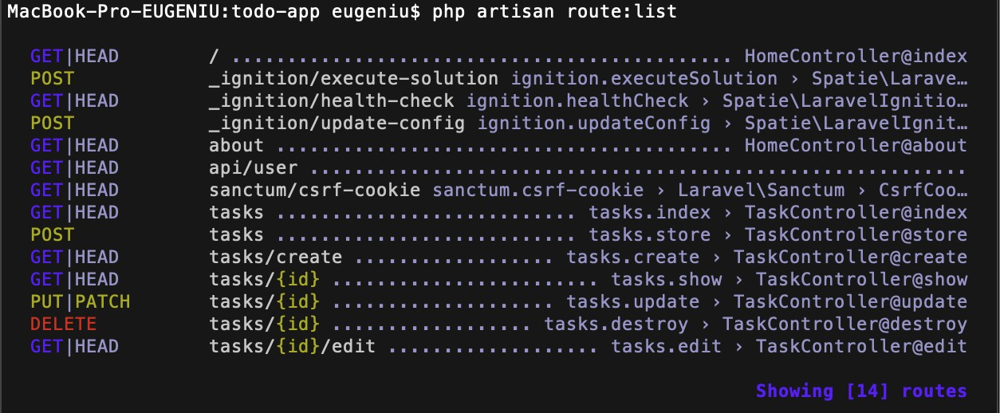 MacBook-Pro-EUGENIU:todo-app eugeniu$ php artisan route:list
GET|HEAD / ............................................. HomeController@index
POST _ignition/execute-solution ignition.executeSolution › Spatie\Larave…
GET|HEAD _ignition/health-check ignition.healthCheck › Spatie\LaravelIgnitio…
POST _ignition/update-config ignition.updateConfig › Spatie\LaravelIgnit…
GET|HEAD about ......................................... HomeController@about
GET|HEAD api/user ...........................................................
GET|HEAD sanctum/csrf-cookie sanctum.csrf-cookie › Laravel\Sanctum › CsrfCoo…
GET|HEAD tasks ........................... tasks.index › TaskController@index
POST tasks ........................... tasks.store › TaskController@store
GET|HEAD tasks/create .................. tasks.create › TaskController@create
GET|HEAD tasks/{id} ........................ tasks.show › TaskController@show
PUT|PATCH tasks/{id} .................... tasks.update › TaskController@update
DELETE tasks/{id} .................. tasks.destroy › TaskController@destroy
GET|HEAD tasks/{id}/edit ................... tasks.edit › TaskController@edit
Showing [14] routes